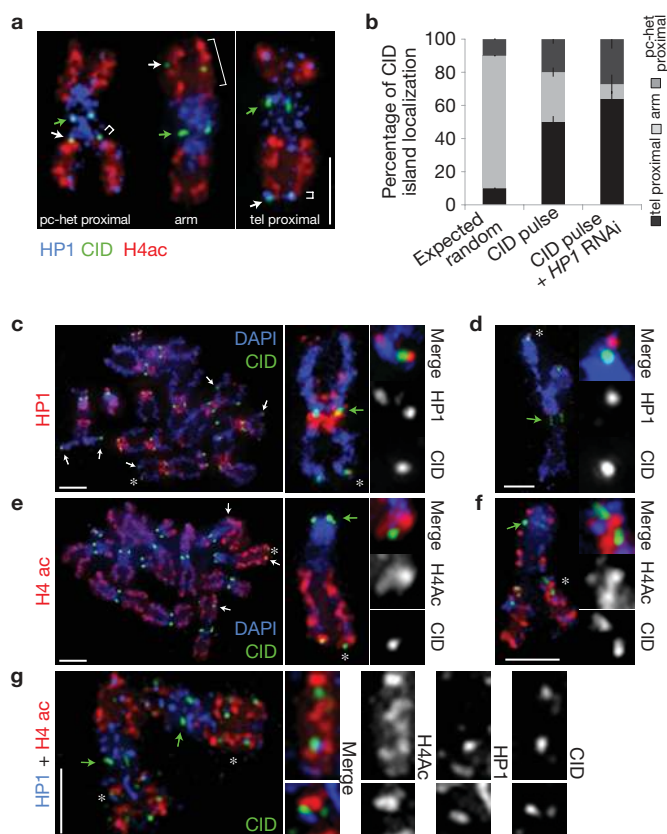 a
pc-het proximal
arm
tel proximal
HP1 CID H4ac
b
Percentage of CID
island localization
100
80
60
40
20
0
Expected
random
CID pulse
CID pulse
+ HP1 RNAi
tel proximal
arm
pc-het
proximal
c
HP1
DAPI
CID
*
*
Merge
HP1
CID
d
*
Merge
HP1
CID
e
H4 ac
DAPI
CID
*
*
Merge
H4Ac
CID
f
*
Merge
H4Ac
CID
g
HP1 + H4 ac
CID
*
*
Merge
H4Ac
HP1
CID